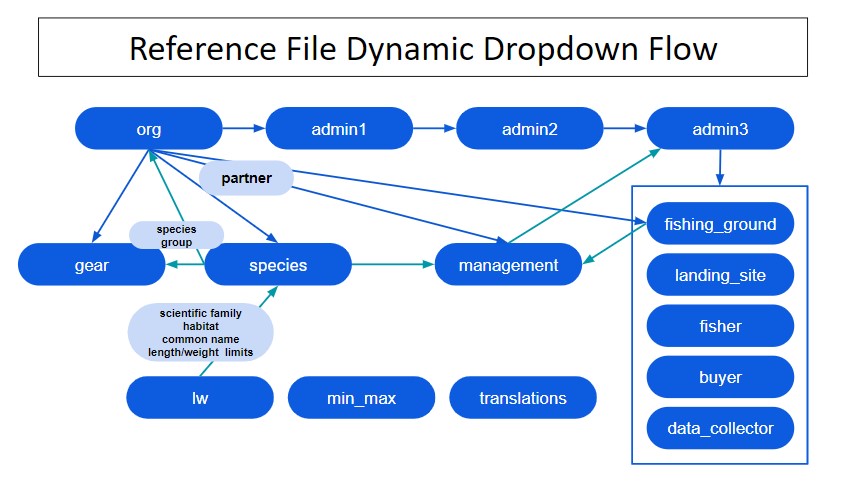 Reference File Dynamic Dropdown Flow
org
admin1
admin2
admin3
partner
species
group
fishing_ground
gear
species
management
landing_site
scientific family
habitat
common name
length/weight limits
fisher
buyer
lw
min_max
translations
data_collector